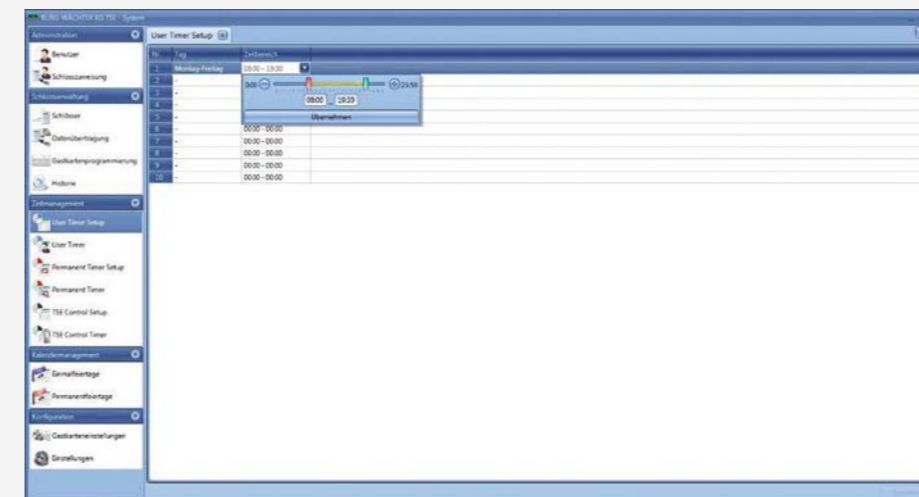 BURG WÄCHTER KG TSE - System
Administration
Benutzer
Schlosszuweisung
Schlossverwaltung
Schlösser
Datenübertragung
Gastkartenprogrammierung
Historie
Zeitmanagement
User Timer Setup
User Timer
Permanent Timer Setup
Permanent Timer
TSE Control Setup
TSE Control Timer
Kalendermanagement
Einmalfeiertage
Permanentfeiertage
Konfiguration
Gastkarteneinstellungen
Einstellungen
User Timer Setup
Nr. Tag Zeitbereich
1 Montag-Freitag 08:00 - 19:30
2 -
3 -
4 -
5 -
6 - 00:00 - 00:00
7 - 00:00 - 00:00
8 - 00:00 - 00:00
9 - 00:00 - 00:00
10 - 00:00 - 00:00
0:00 23:59
08:00 - 19:30
Übernehmen